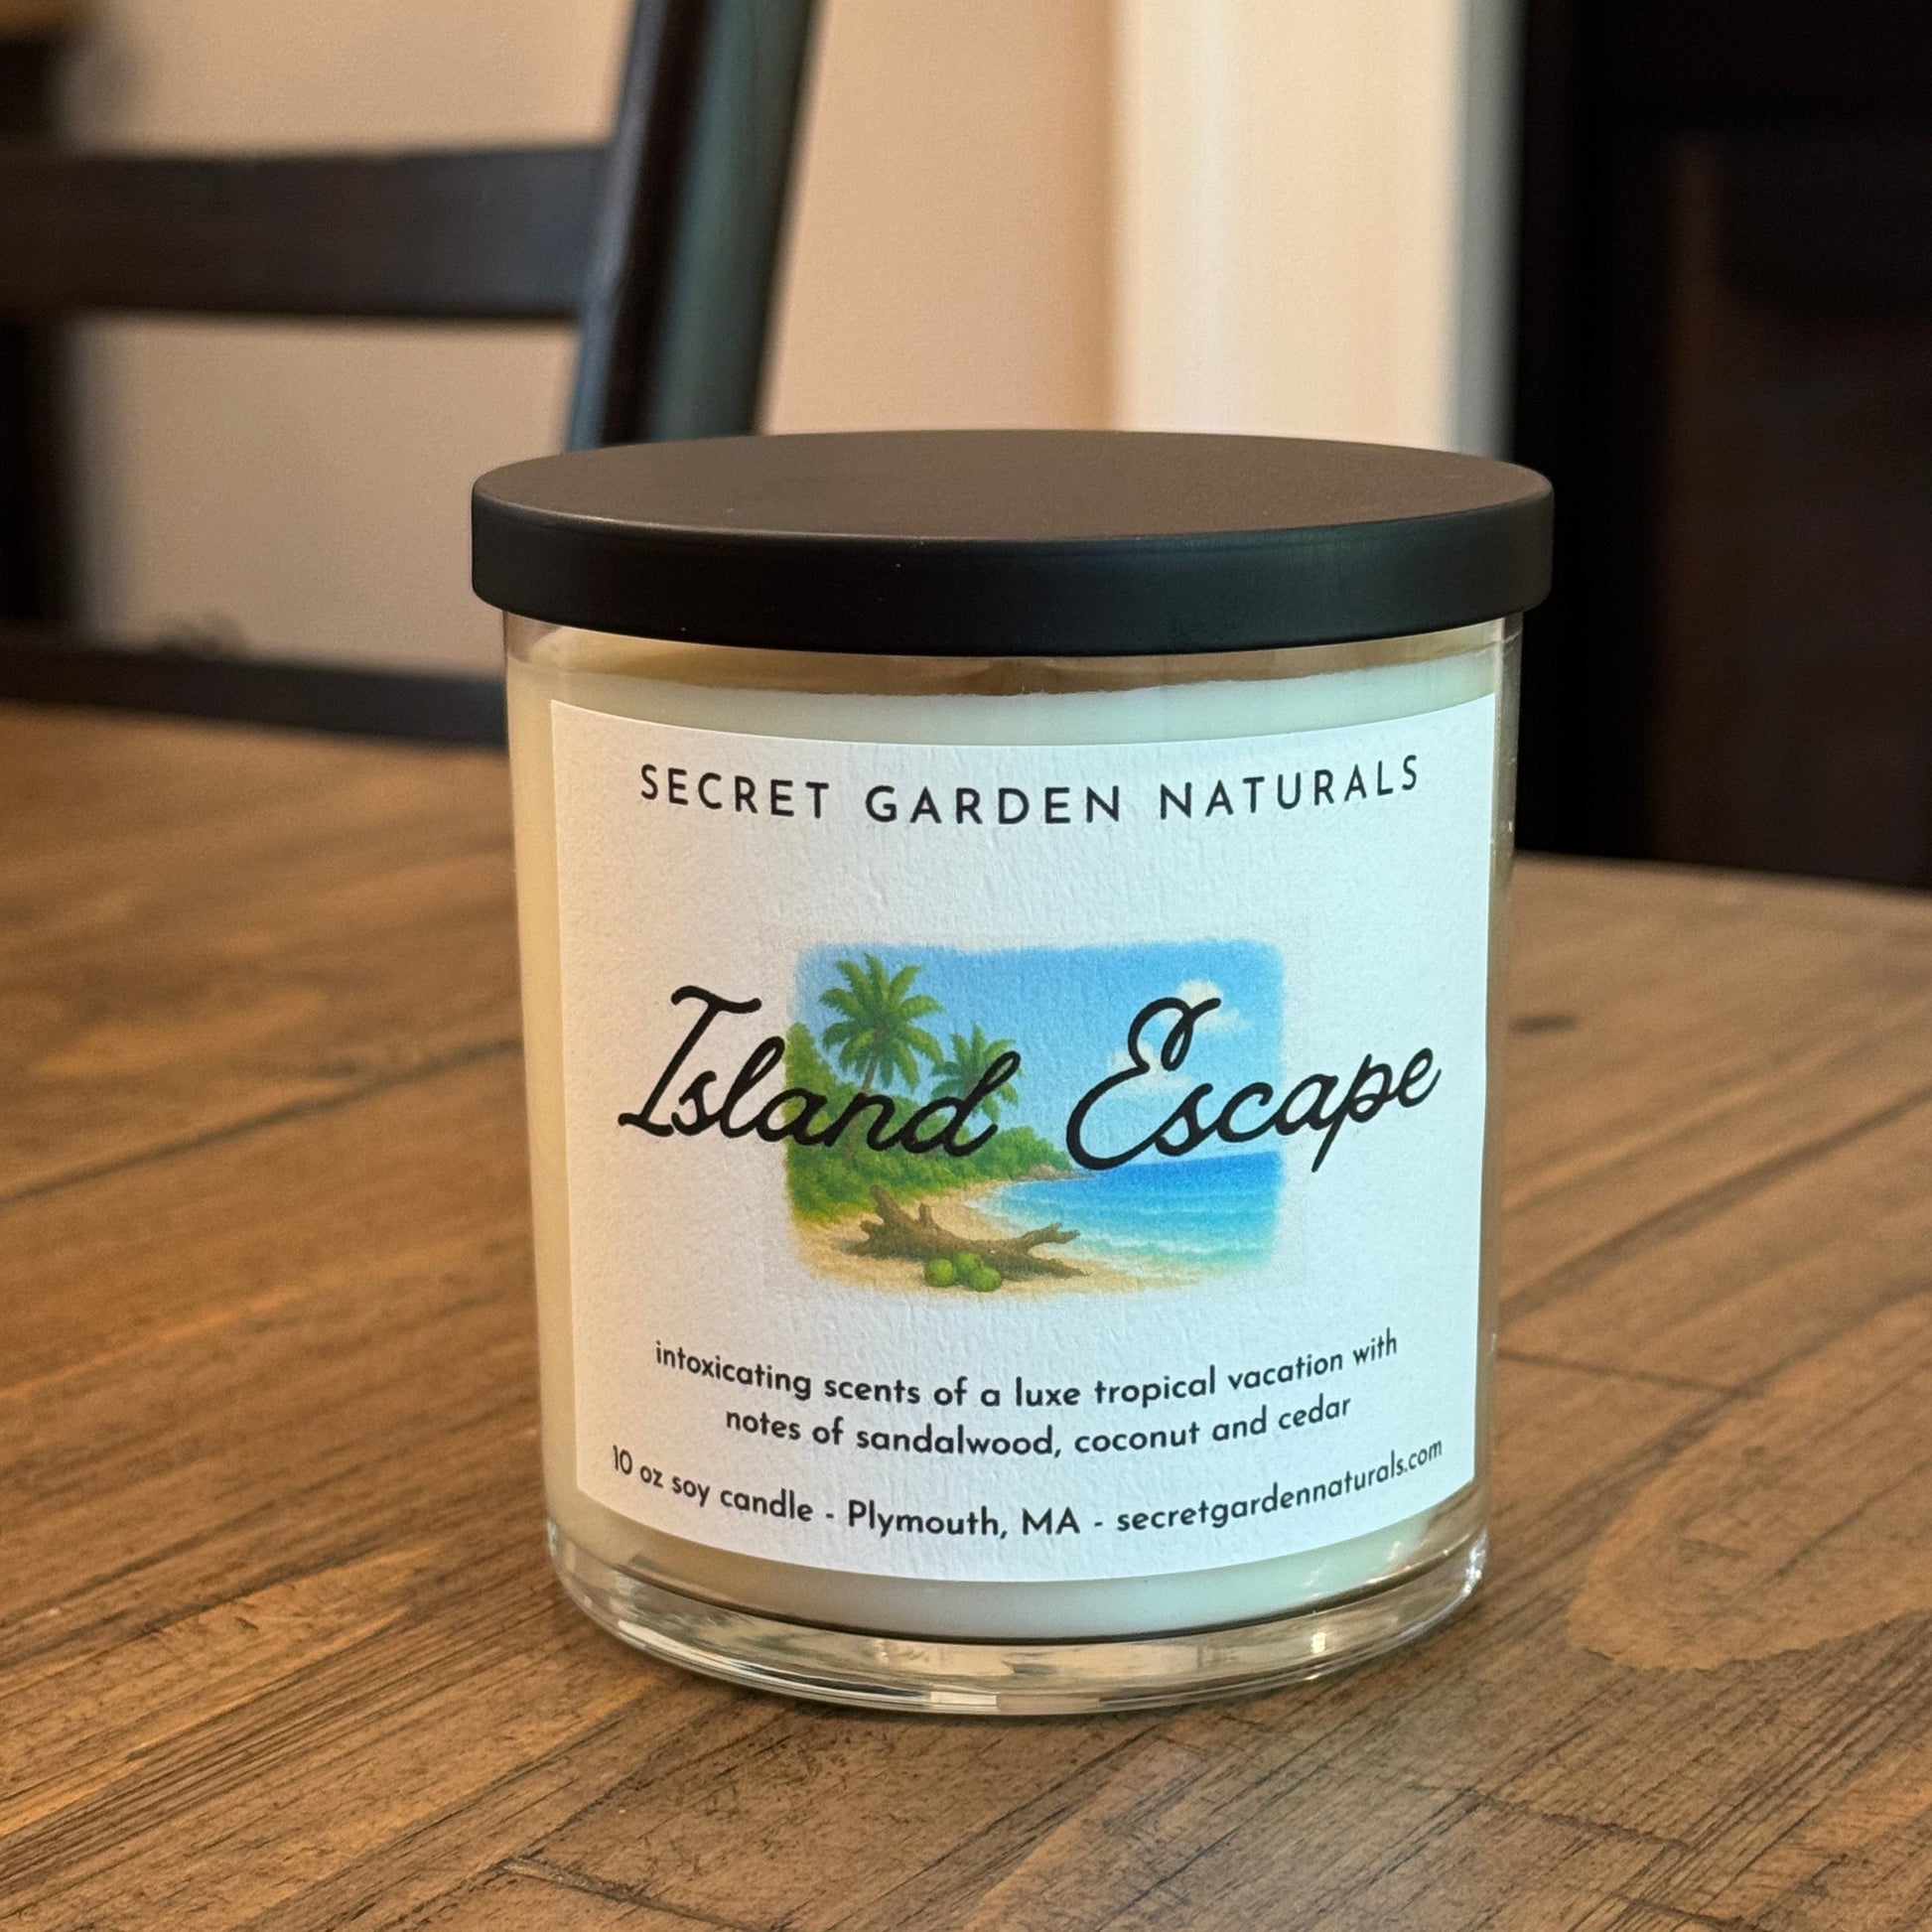 SECRET GARDEN NATURALS
Island Escape
intoxicating scents of a luxe tropical vacation with
notes of sandalwood, coconut and cedar
10 oz soy candle - Plymouth, MA - secretgardennaturals.com